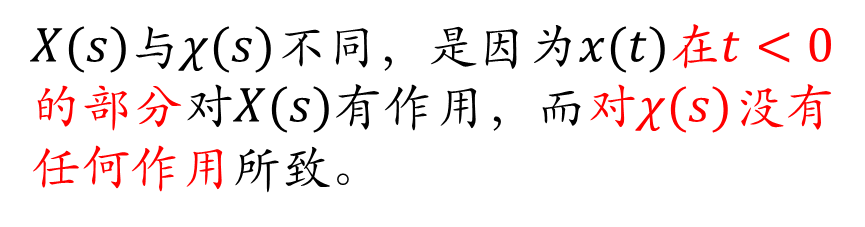 X(s)与χ(s)不同，是因为x(t)在t < 0
的部分对X(s)有作用，而对χ(s)没有
任何作用所致。